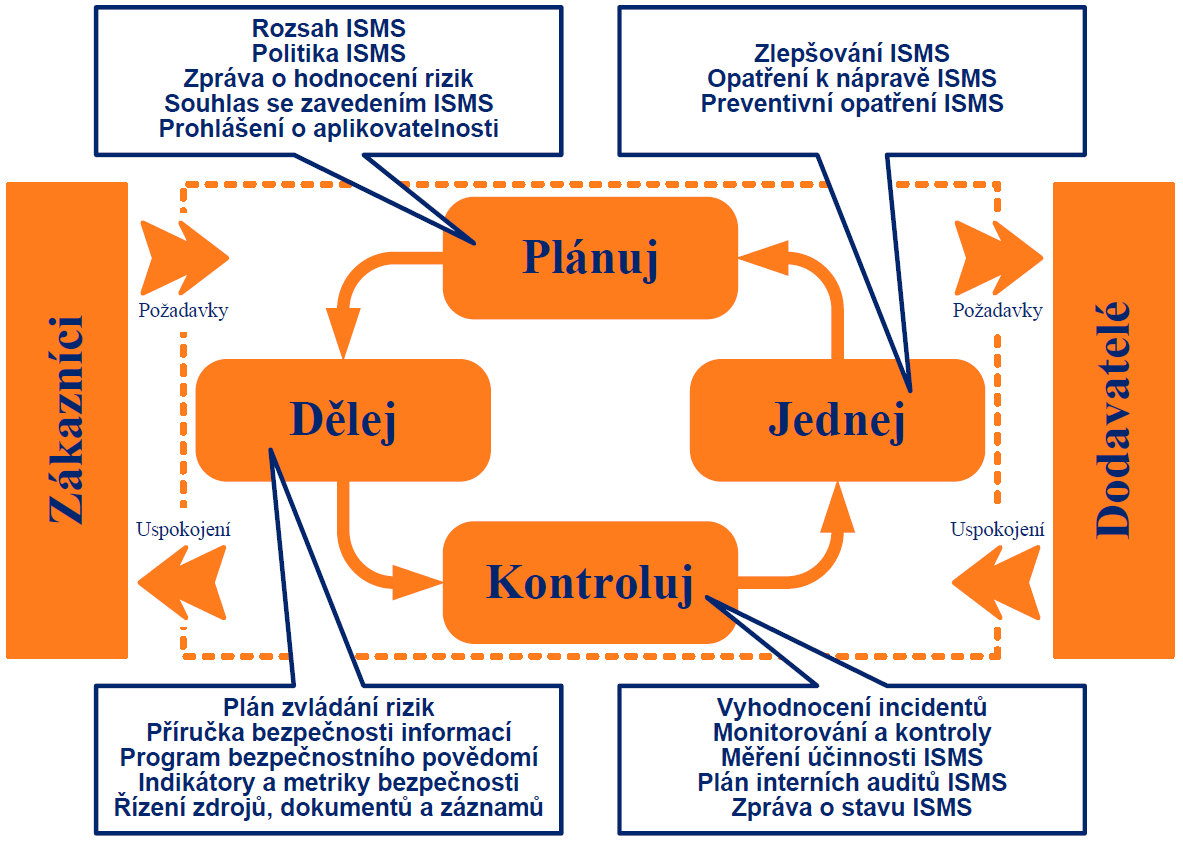 Rozsah ISMS
Politika ISMS
Zpráva o hodnocení rizik
Souhlas se zavedením ISMS
Prohlášení o aplikovatelnosti
Zlepšování ISMS
Opatření k nápravě ISMS
Preventivní opatření ISMS
Zákazníci
Požadavky
Uspokojení
Plánuj
Dělej
Jednej
Kontroluj
Požadavky
Uspokojení
Dodavatelé
Plán zvládání rizik
Příručka bezpečnosti informací
Program bezpečnostního povědomí
Indikátory a metriky bezpečnosti
Řízení zdrojů, dokumentů a záznamů
Vyhodnocení incidentů
Monitorování a kontroly
Měření účinnosti ISMS
Plán interních auditů ISMS
Zpráva o stavu ISMS